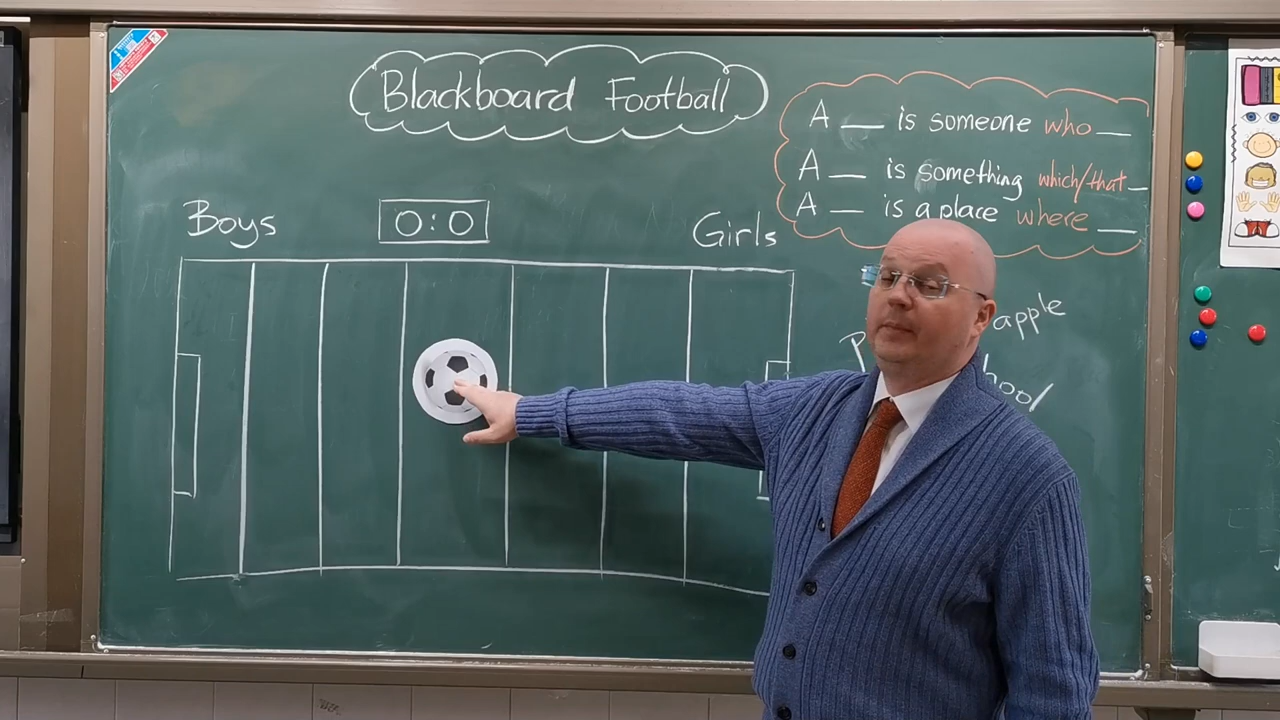 Blackboard Football
A __ is someone who __
A __ is something which/that _
A __ is a place where __
Boys
0:0
Girls
apple